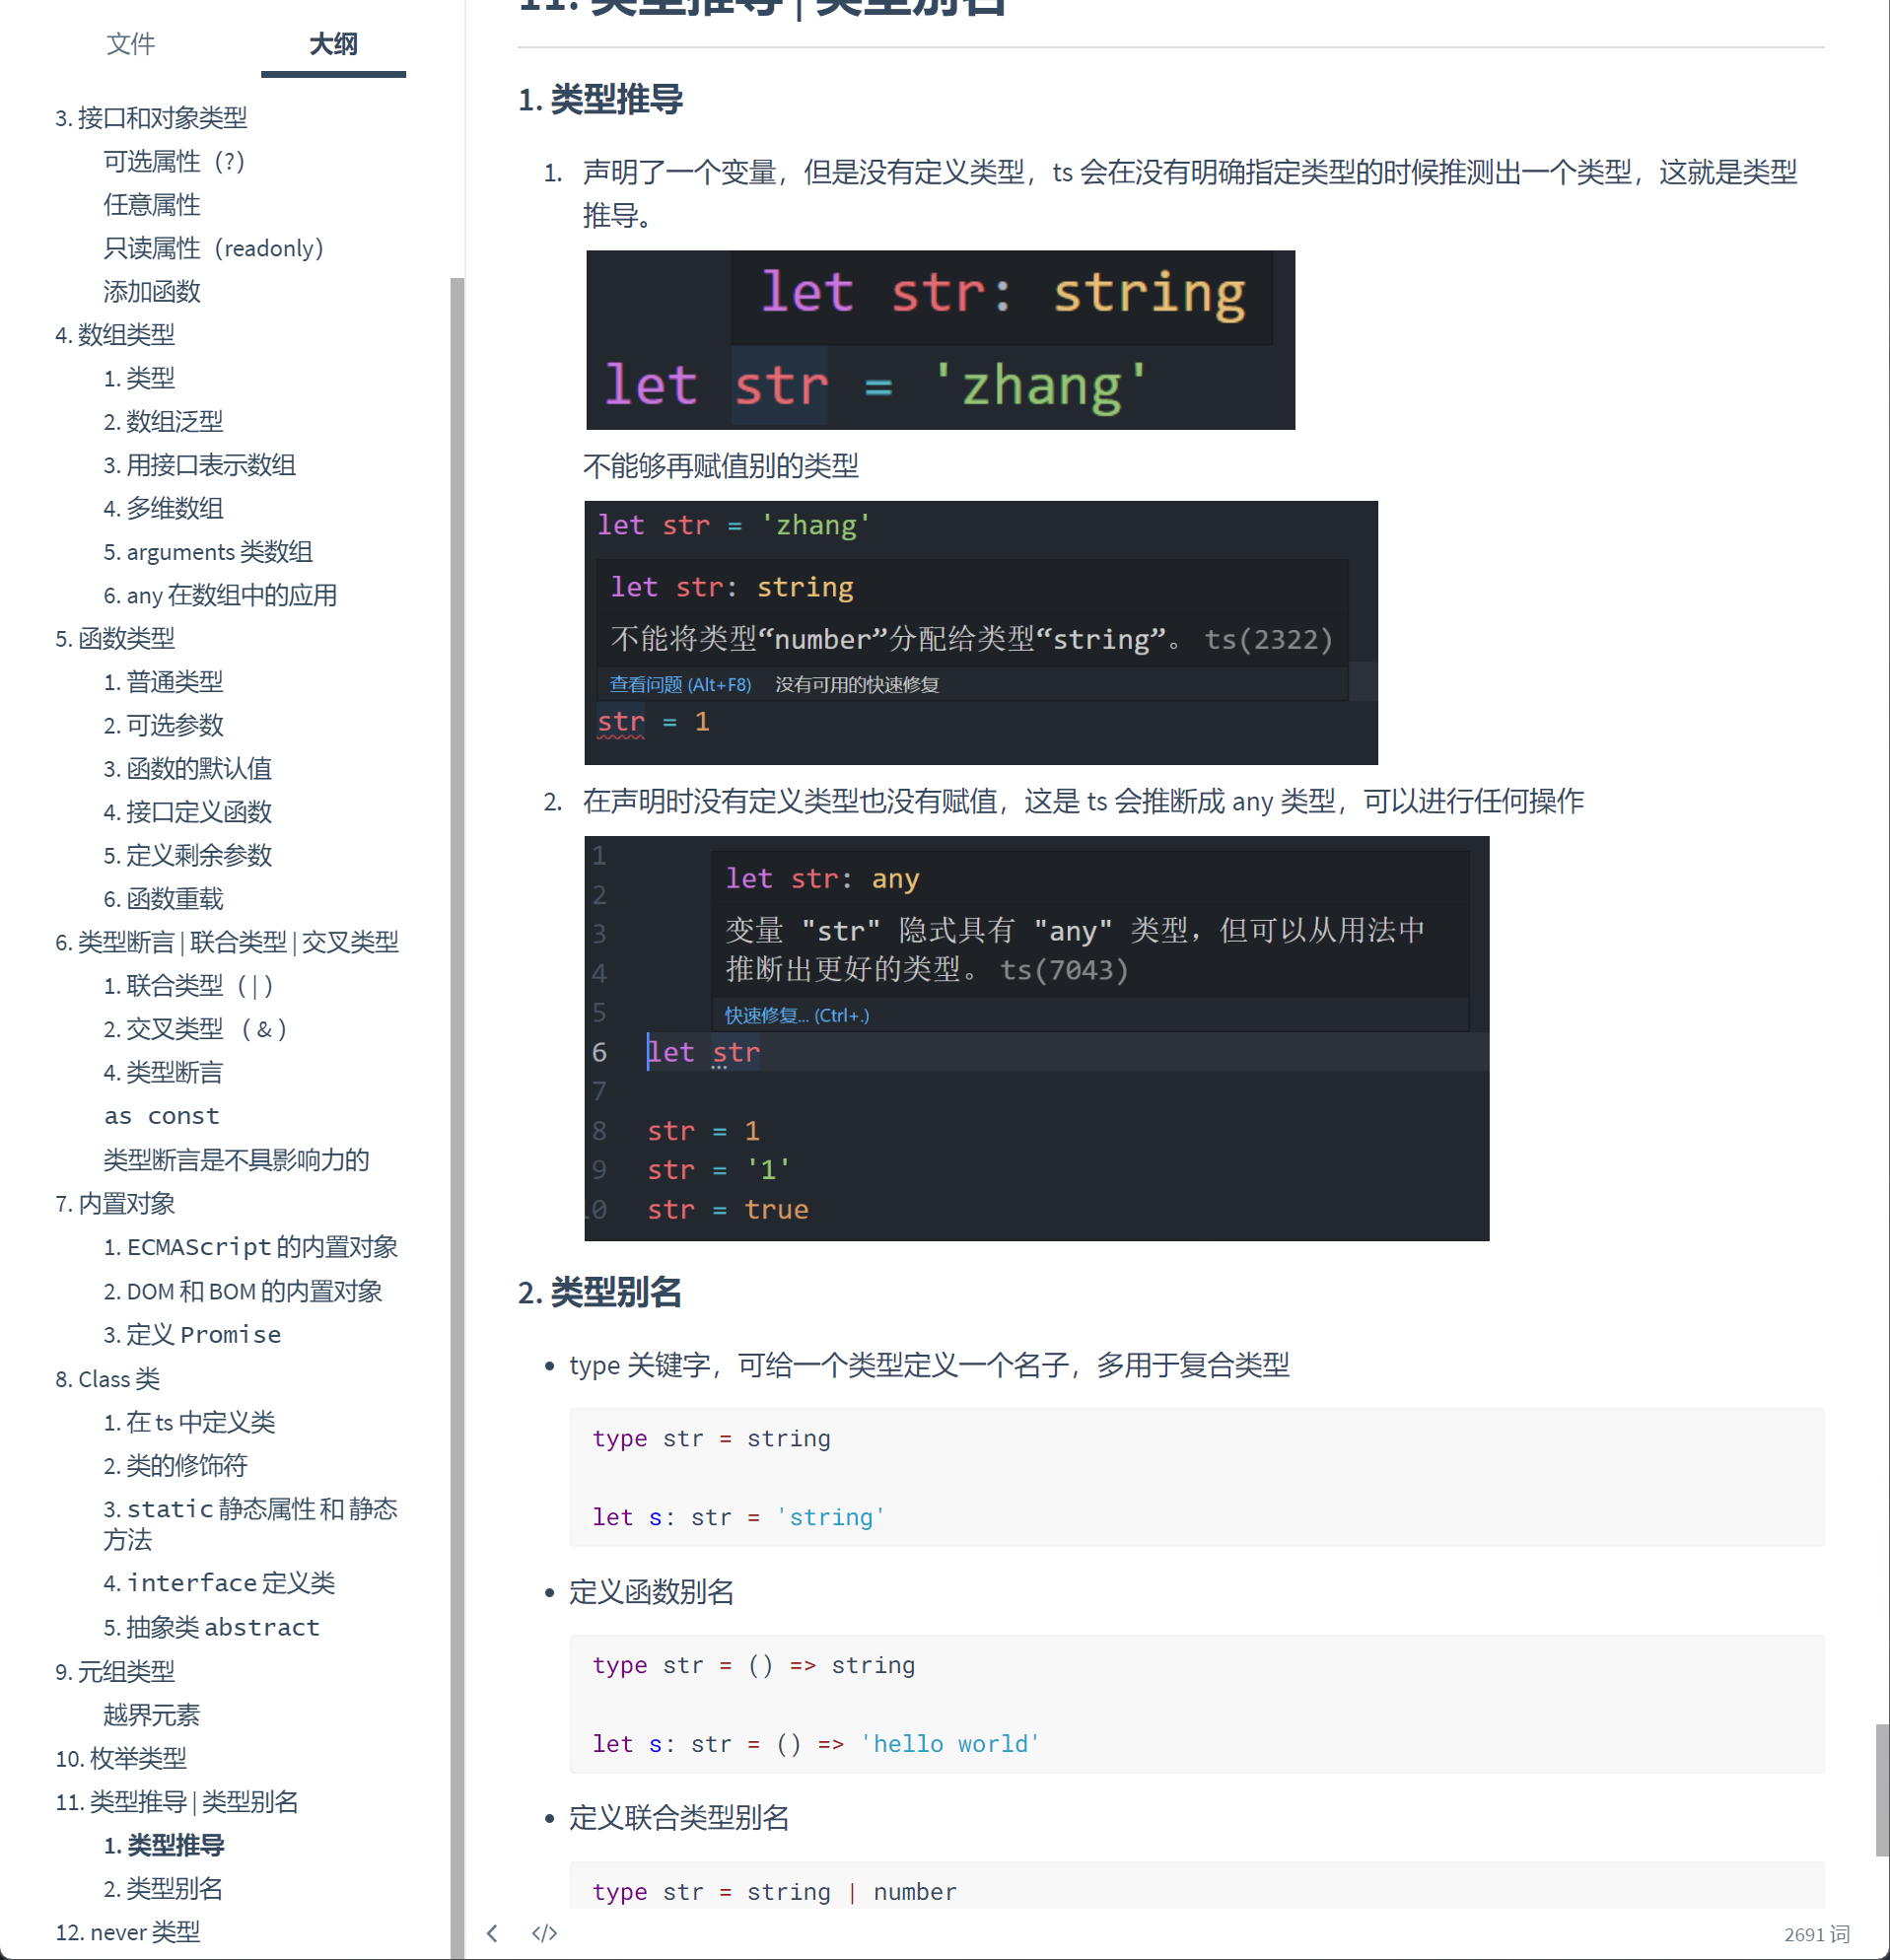 文件
大纲
3. 接口和对象类型
可选属性（?）
任意属性
只读属性（readonly）
添加函数
4. 数组类型
1. 类型
2. 数组泛型
3. 用接口表示数组
4. 多维数组
5. arguments 类数组
6. any 在数组中的应用
5. 函数类型
1. 普通类型
2. 可选参数
3. 函数的默认值
4. 接口定义函数
5. 定义剩余参数
6. 函数重载
6. 类型断言 | 联合类型 | 交叉类型
1. 联合类型（ | ）
2. 交叉类型 （ & ）
4. 类型断言
as const
类型断言是不具影响力的
7. 内置对象
1. ECMAScript 的内置对象
2. DOM 和 BOM 的内置对象
3. 定义 Promise
8. Class 类
1. 在 ts 中定义类
2. 类的修饰符
3. static 静态属性 和 静态
方法
4. interface 定义类
5. 抽象类 abstract
9. 元组类型
越界元素
10. 枚举类型
11. 类型推导 | 类型别名
1. 类型推导
2. 类型别名
12. never 类型
11. 类型推导 | 类型别名
1. 类型推导
1. 声明了一个变量，但是没有定义类型，ts 会在没有明确指定类型的时候推测出一个类型，这就是类型
推导。
let str: string
let str = 'zhang'
不能够再赋值别的类型
let str = 'zhang'
let str: string
不能将类型“number”分配给类型“string”。 ts(2322)
查看问题 (Alt+F8) 没有可用的快速修复
str = 1
2. 在声明时没有定义类型也没有赋值，这是 ts 会推断成 any 类型，可以进行任何操作
1
2
3
4
5
let str: any
变量 "str" 隐式具有 "any" 类型，但可以从用法中
推断出更好的类型。 ts(7043)
快速修复... (Ctrl+.)
6 let str
7
8 str = 1
9 str = '1'
10 str = true
2. 类型别名
• type 关键字，可给一个类型定义一个名子，多用于复合类型
type str = string
let s: str = 'string'
• 定义函数别名
type str = () => string
let s: str = () => 'hello world'
• 定义联合类型别名
type str = string | number
</> 2691 词